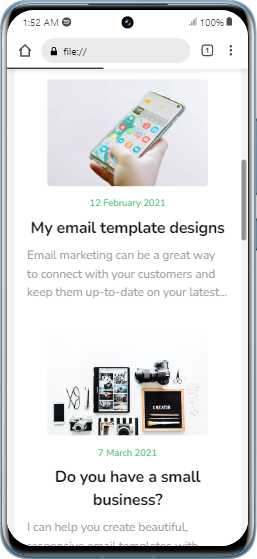 1:52 AM
100%
file://
1
12 February 2021
My email template designs
Email marketing can be a great way
to connect with your customers and
keep them up-to-date on your latest...
CREATOR
7 March 2021
Do you have a small
business?
I can help you create beautiful,
responsive email templates with